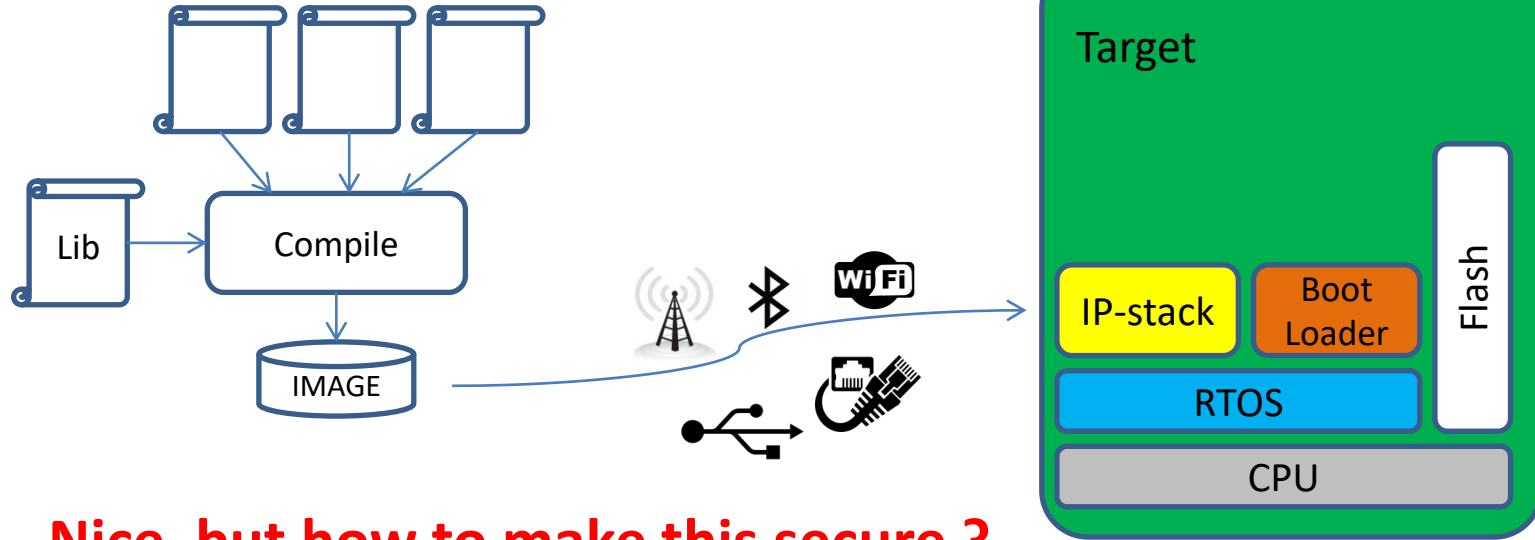 Target
Lib
Compile
IMAGE
WiFi
IP-stack
Boot
Loader
Flash
RTOS
CPU
Nice, but how to make this secure ?